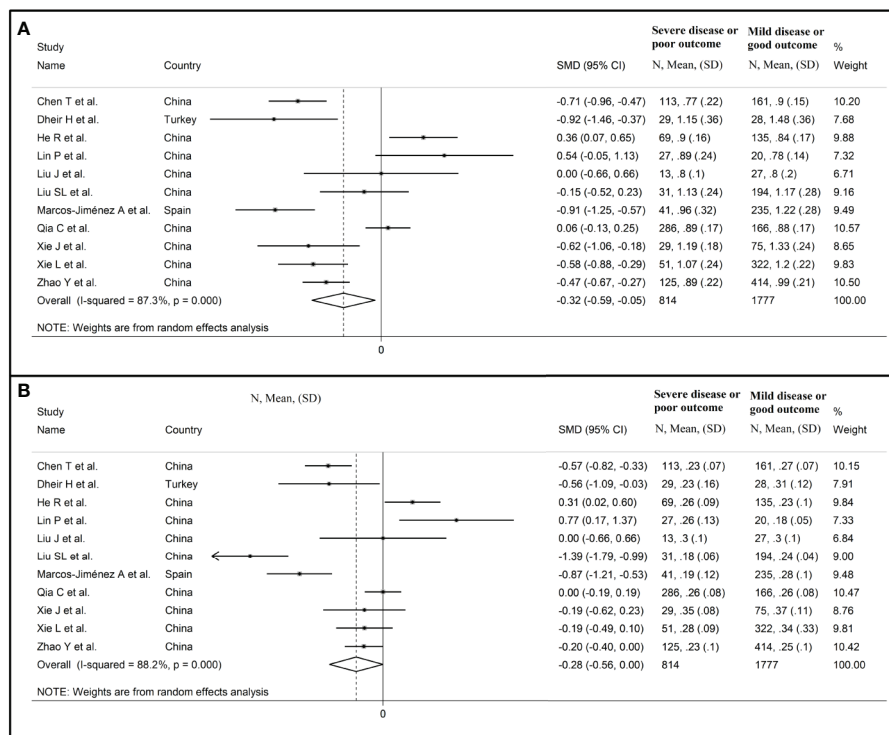 A
Severe disease or Mild disease or
Study poor outcome good outcome %
Name Country SMD (95% CI) N, Mean, (SD) N, Mean, (SD) Weight
Chen T et al. China -0.71 (-0.96, -0.47) 113, .77 (.22) 161, .9 (.15) 10.20
Dheir H et al. Turkey -0.92 (-1.46, -0.37) 29, 1.15 (.36) 28, 1.48 (.36) 7.68
He R et al. China 0.36 (0.07, 0.65) 69, .9 (.16) 135, .84 (.17) 9.88
Lin P et al. China 0.54 (-0.05, 1.13) 27, .89 (.24) 20, .78 (.14) 7.32
Liu J et al. China 0.00 (-0.66, 0.66) 13, .8 (.1) 27, .8 (.2) 6.71
Liu SL et al. China -0.15 (-0.52, 0.23) 31, 1.13 (.24) 194, 1.17 (.28) 9.16
Marcos-Jiménez A et al. Spain -0.91 (-1.25, -0.57) 41, .96 (.32) 235, 1.22 (.28) 9.49
Qia C et al. China 0.06 (-0.13, 0.25) 286, .89 (.17) 166, .88 (.17) 10.57
Xie J et al. China -0.62 (-1.06, -0.18) 29, 1.19 (.18) 75, 1.33 (.24) 8.65
Xie L et al. China -0.58 (-0.88, -0.29) 51, 1.07 (.24) 322, 1.2 (.22) 9.83
Zhao Y et al. China -0.47 (-0.67, -0.27) 125, .89 (.22) 414, .99 (.21) 10.50
Overall (I-squared = 87.3%, p = 0.000) -0.32 (-0.59, -0.05) 814 1777 100.00
NOTE: Weights are from random effects analysis
0
B
N, Mean, (SD) Severe disease or Mild disease or
Study poor outcome good outcome %
Name Country SMD (95% CI) N, Mean, (SD) N, Mean, (SD) Weight
Chen T et al. China -0.57 (-0.82, -0.33) 113, .23 (.07) 161, .27 (.07) 10.15
Dheir H et al. Turkey -0.56 (-1.09, -0.03) 29, .23 (.16) 28, .31 (.12) 7.91
He R et al. China 0.31 (0.02, 0.60) 69, .26 (.09) 135, .23 (.1) 9.84
Lin P et al. China 0.77 (0.17, 1.37) 27, .26 (.13) 20, .18 (.05) 7.33
Liu J et al. China 0.00 (-0.66, 0.66) 13, .3 (.1) 27, .3 (.1) 6.84
Liu SL et al. China -1.39 (-1.79, -0.99) 31, .18 (.06) 194, .24 (.04) 9.00
Marcos-Jiménez A et al. Spain -0.87 (-1.21, -0.53) 41, .19 (.12) 235, .28 (.1) 9.48
Qia C et al. China 0.00 (-0.19, 0.19) 286, .26 (.08) 166, .26 (.08) 10.47
Xie J et al. China -0.19 (-0.62, 0.23) 29, .35 (.08) 75, .37 (.11) 8.76
Xie L et al. China -0.19 (-0.49, 0.10) 51, .28 (.09) 322, .34 (.33) 9.81
Zhao Y et al. China -0.20 (-0.40, 0.00) 125, .23 (.1) 414, .25 (.1) 10.42
Overall (I-squared = 88.2%, p = 0.000) -0.28 (-0.56, 0.00) 814 1777 100.00
NOTE: Weights are from random effects analysis
0